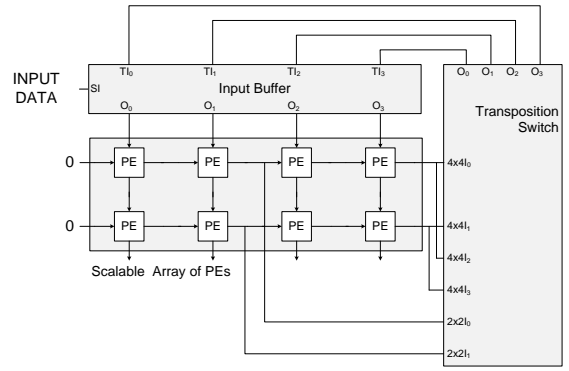 TI₀ TI₁ TI₂ TI₃ O₀ O₁ O₂ O₃
INPUT DATA SI Input Buffer Transposition Switch
O₀ O₁ O₂ O₃
0 PE PE PE PE 4x4I₀
0 PE PE PE PE 4x4I₁
4x4I₂
Scalable Array of PEs
4x4I₃
2x2I₀
2x2I₁